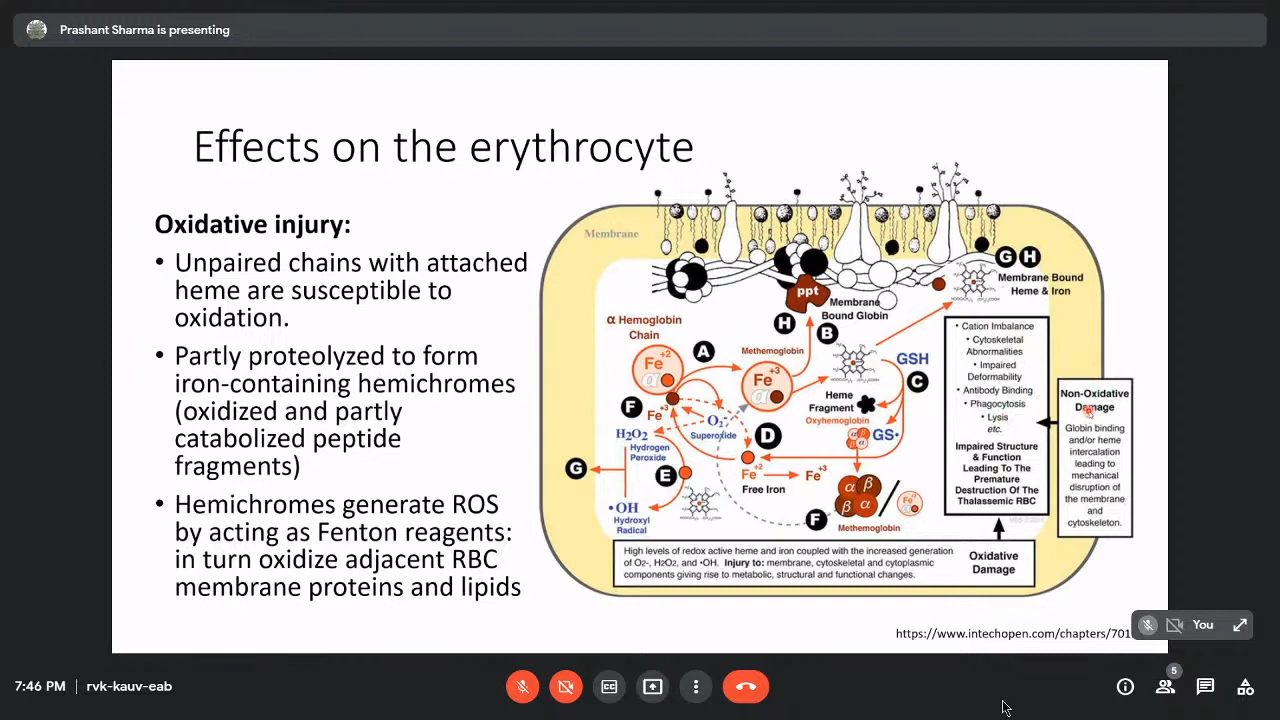 Prashant Sharma is presenting
Effects on the erythrocyte
Oxidative injury:
• Unpaired chains with attached
heme are susceptible to
oxidation.
• Partly proteolyzed to form
iron-containing hemichromes
(oxidized and partly
catabolized peptide
fragments)
• Hemichromes generate ROS
by acting as Fenton reagents:
in turn oxidize adjacent RBC
membrane proteins and lipids
Membrane
ppt
Membrane
Bound Globin
G H
Membrane Bound
Heme & Iron
α Hemoglobin
Chain
H
B
A
Methemoglobin
Fe+2
α
Fe+3
α
GSH
C
Heme
Fragment
Oxyhemoglobin
F
Fe+3
O2-
Superoxide
H2O2
Hydrogen
Peroxide
D
GS•
G
E
Fe+2
Fe+3
Free Iron
α β
β α
Fe
•OH
Hydroxyl
Radical
F
Methemoglobin
• Cation Imbalance
• Cytoskeletal
Abnormalities
• Impaired
Deformability
• Antibody Binding
• Phagocytosis
• Lysis
etc.
Impaired Structure
& Function
Leading To The
Premature
Destruction Of The
Thalassemic RBC
Non-Oxidative
Damage
Globin binding
and/or heme
intercalation
leading to
mechanical
disruption of
the membrane
and
cytoskeleton.
High levels of redox active heme and iron coupled with the increased generation
of O2-, H2O2, and •OH. Injury to: membrane, cytoskeletal and cytoplasmic
components giving rise to metabolic, structural and functional changes.
Oxidative
Damage
https://www.intechopen.com/chapters/701
You
7:46 PM | rvk-kauv-eab
CC
5